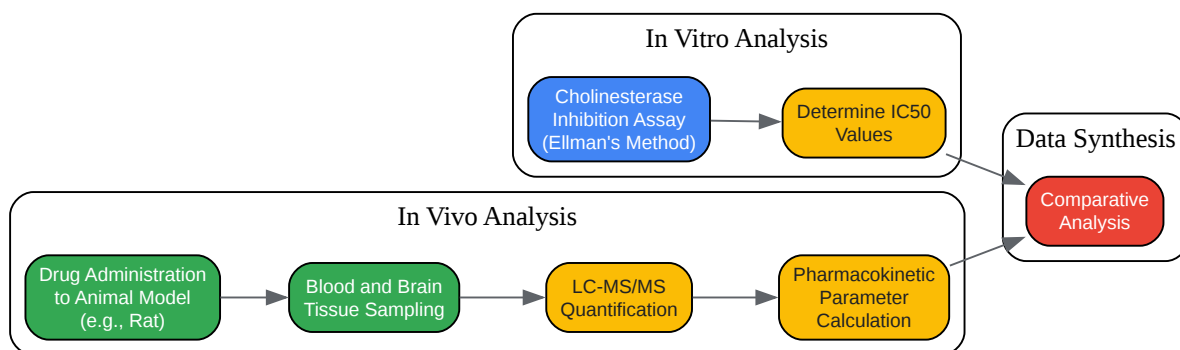 In Vitro Analysis
Cholinesterase
Inhibition Assay
(Ellman's Method)
Determine IC50
Values
Data Synthesis
Comparative
Analysis
In Vivo Analysis
Drug Administration
to Animal Model
(e.g., Rat)
Blood and Brain
Tissue Sampling
LC-MS/MS
Quantification
Pharmacokinetic
Parameter
Calculation